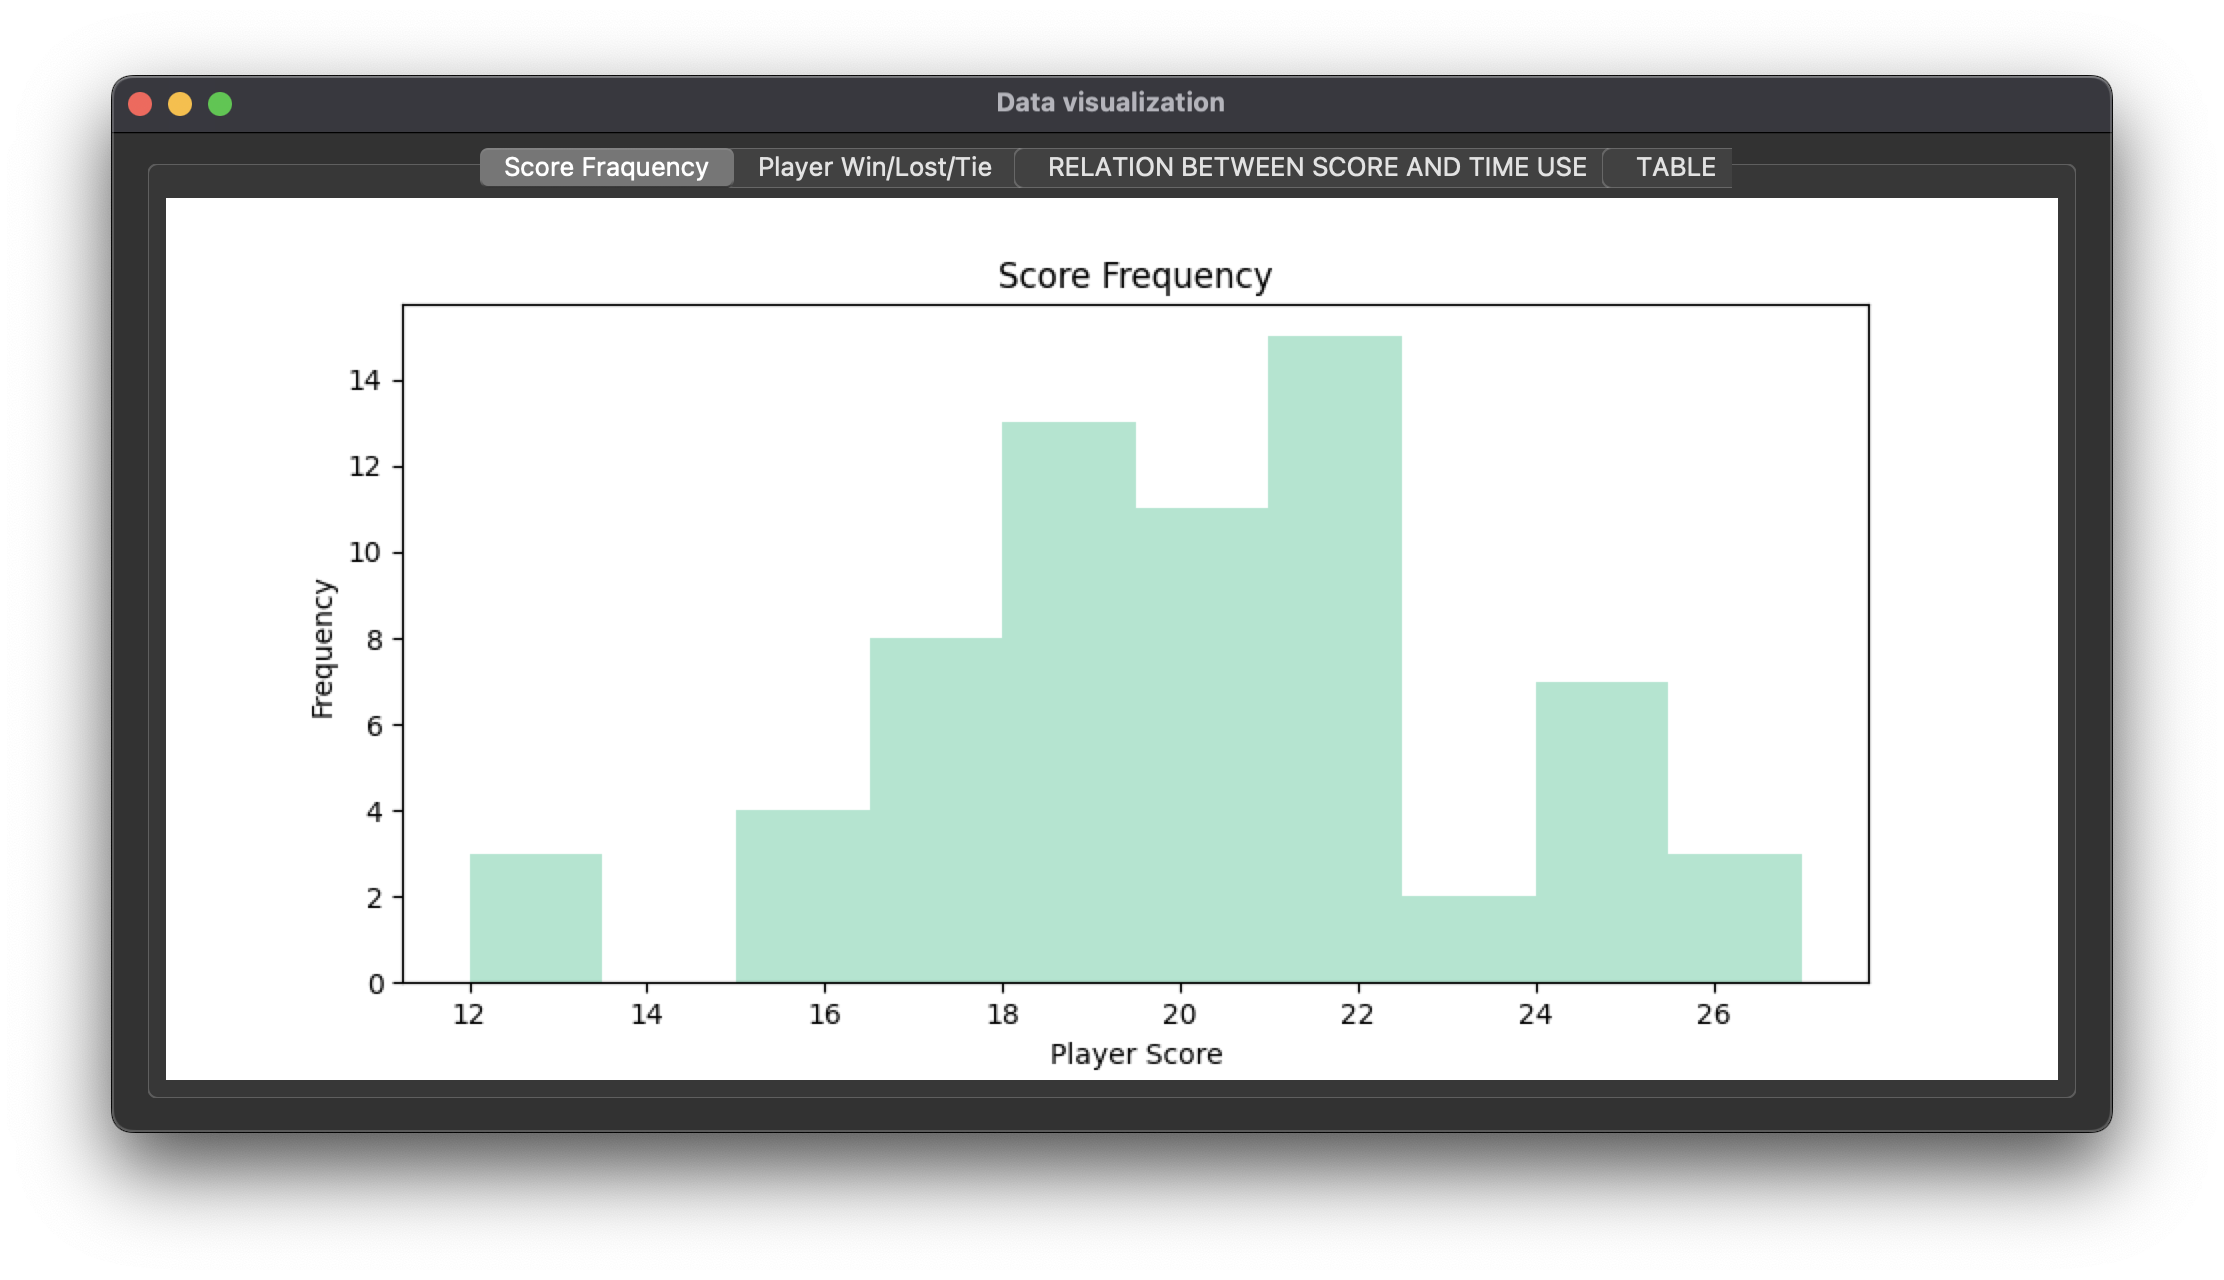 Data visualization
Score Fraquency
Player Win/Lost/Tie
RELATION BETWEEN SCORE AND TIME USE
TABLE
Score Frequency
14
12
10
8
6
4
2
0
Frequency
12 14 16 18 20 22 24 26
Player Score